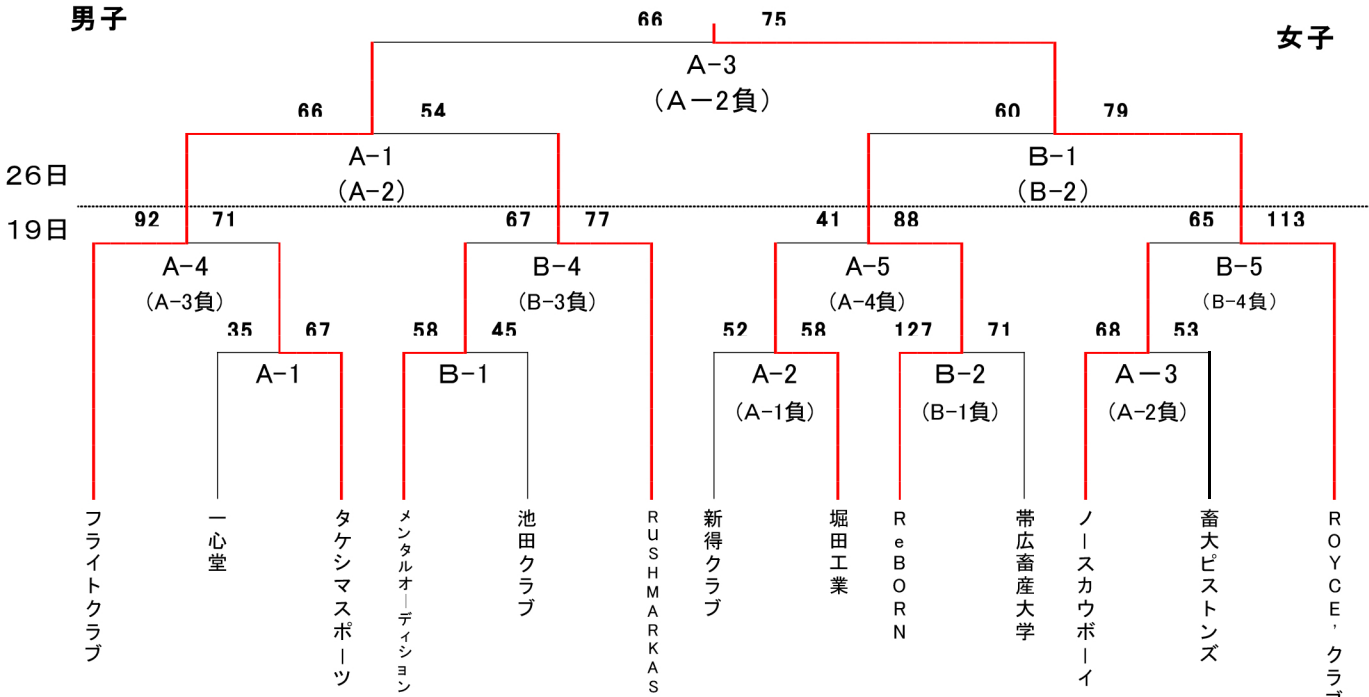 男子
66 75
女子
A-3
(A－2負)
66 54
60 79
A-1
(A-2)
B-1
(B-2)
26日
19日
92 71
67 77
41 88
65 113
A-4
(A-3負)
B-4
(B-3負)
A-5
(A-4負)
B-5
(B-4負)
35 67
58 45
52 58
127 71
68 53
A-1
B-1
A-2
(A-1負)
B-2
(B-1負)
A－3
(A-2負)
フライトクラブ
一心堂
タケシマスポーツ
メンタルオーディション
池田クラブ
RUSHMARKAS
新得クラブ
堀田工業
ReBORN
帯広畜産大学
ノースカウボーイ
畜大ピストンズ
ROYCE'クラブ